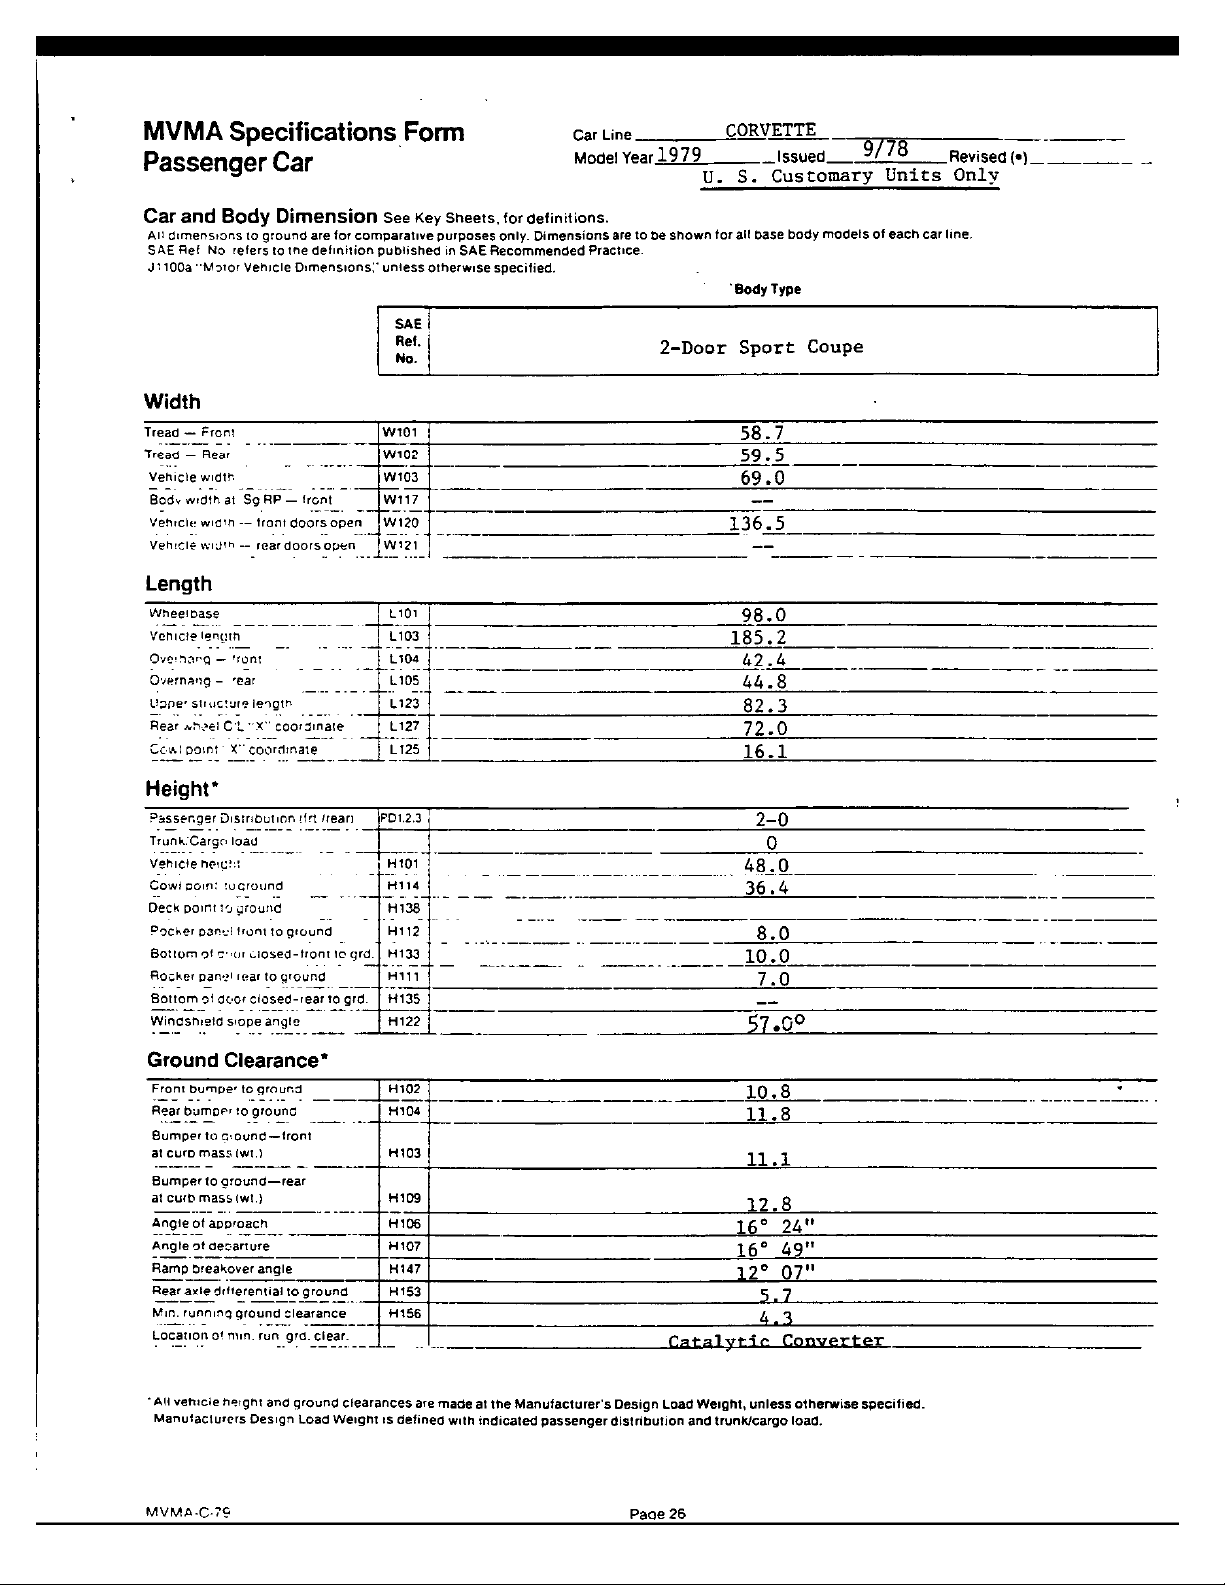 MVMA Specifications Form
Passenger Car
Car Line CORVETTE
Model Year 1979 Issued 9/78 Revised (•)
U. S. Customary Units Only
Car and Body Dimension See Key Sheets, for definitions.
All dimensions to ground are for comparative purposes only. Dimensions are to be shown for all base body models of each car line.
SAE Ref. No. refers to the definition published in SAE Recommended Practice.
J1100a "Motor Vehicle Dimensions," unless otherwise specified.
Body Type
SAE Ref. No. 2-Door Sport Coupe
Width
Tread — Front W101 58.7
Tread — Rear W102 59.5
Vehicle width W103 69.0
Body width at Sg RP — front W117 --
Vehicle width — front doors open W120 136.5
Vehicle width — rear doors open W121 --
Length
Wheelbase L101 98.0
Vehicle length L103 185.2
Overhang — front L104 42.4
Overhang — rear L105 44.8
Upper structure length L123 82.3
Rear wheel C/L "X" coordinate L127 72.0
Cowl point "X" coordinate L125 16.1
Height*
Passenger Distribution (frt./rear) PD1,2,3 2-0
Trunk/Cargo load 0
Vehicle height H101 48.0
Cowl point to ground H114 36.4
Deck point to ground H138
Rocker panel front to ground H112 8.0
Bottom of door closed-front to grd. H133 10.0
Rocker panel rear to ground H111 7.0
Bottom of door closed-rear to grd. H135 --
Windshield slope angle H122 57.0°
Ground Clearance*
Front bumper to ground H102 10.8
Rear bumper to ground H104 11.8
Bumper to ground—front
at curb mass (wt.) H103 11.1
Bumper to ground—rear
at curb mass (wt.) H109 12.8
Angle of approach H106 16° 24"
Angle of departure H107 16° 49"
Ramp breakover angle H147 12° 07"
Rear axle differential to ground H153 5.7
Min. running ground clearance H156 4.3
Location of min. run. grd. clear. Catalytic Converter
*All vehicle height and ground clearances are made at the Manufacturer's Design Load Weight, unless otherwise specified.
Manufacturers Design Load Weight is defined with indicated passenger distribution and trunk/cargo load.
MVMA-C-79
Page 26